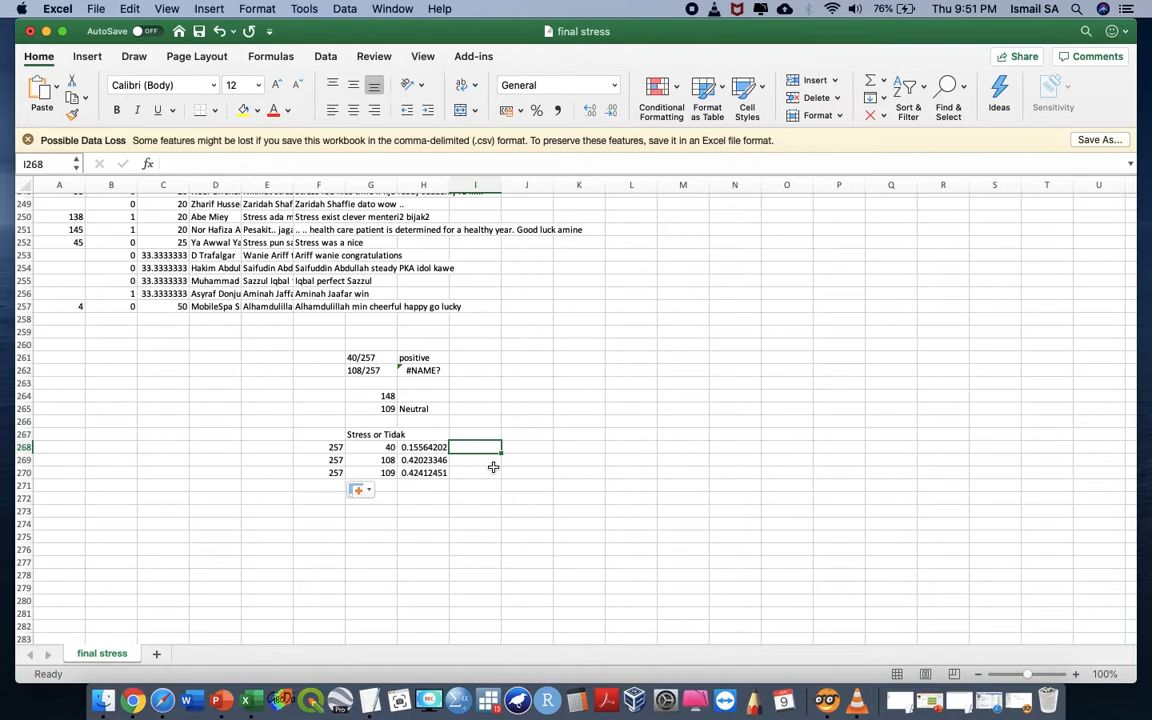 Excel File Edit View Insert Format Tools Data Window Help 76% Thu 9:51 PM Ismail SA
AutoSave OFF final stress
Home Insert Draw Page Layout Formulas Data Review View Add-ins Share Comments
Paste Calibri (Body) 12 General Conditional Formatting Format as Table Cell Styles Insert Delete Format Sort & Filter Find & Select Ideas Sensitivity
Possible Data Loss Some features might be lost if you save this workbook in the comma-delimited (.csv) format. To preserve these features, save it in an Excel file format. Save As...
I268 fx
A B C D E F G H I J K L M N O P Q R S T U
249 0 20 Zharif Husse Zaridah Shaf Zaridah Shaffie dato wow ..
250 138 1 20 Abe Miey Stress ada m Stress exist clever menteri2 bijak2
251 145 1 20 Nor Hafiza A Pesakit.. jaga .. .. health care patient is determined for a healthy year. Good luck amine
252 45 0 25 Ya Awwal Ya Stress pun sa Stress was a nice
253 0 33.3333333 D Trafalgar Wanie Ariff t Ariff wanie congratulations
254 0 33.3333333 Hakim Abdul Saifudin Abd Saifuddin Abdullah steady PKA idol kawe
255 0 33.3333333 Muhammad Sazzul Iqbal Iqbal perfect Sazzul
256 1 33.3333333 Asyraf Donju Aminah Jaffa Aminah Jaafar win
257 4 0 50 MobileSpa S Alhamdulilla Alhamdulillah min cheerful happy go lucky
258
259
260
261 40/257 positive
262 108/257 #NAME?
263
264 148
265 109 Neutral
266
267 Stress or Tidak
268 257 40 0.15564202
269 257 108 0.42023346
270 257 109 0.42412451
271
272
273
274
275
276
277
278
279
280
281
282
283
final stress
Ready 100%